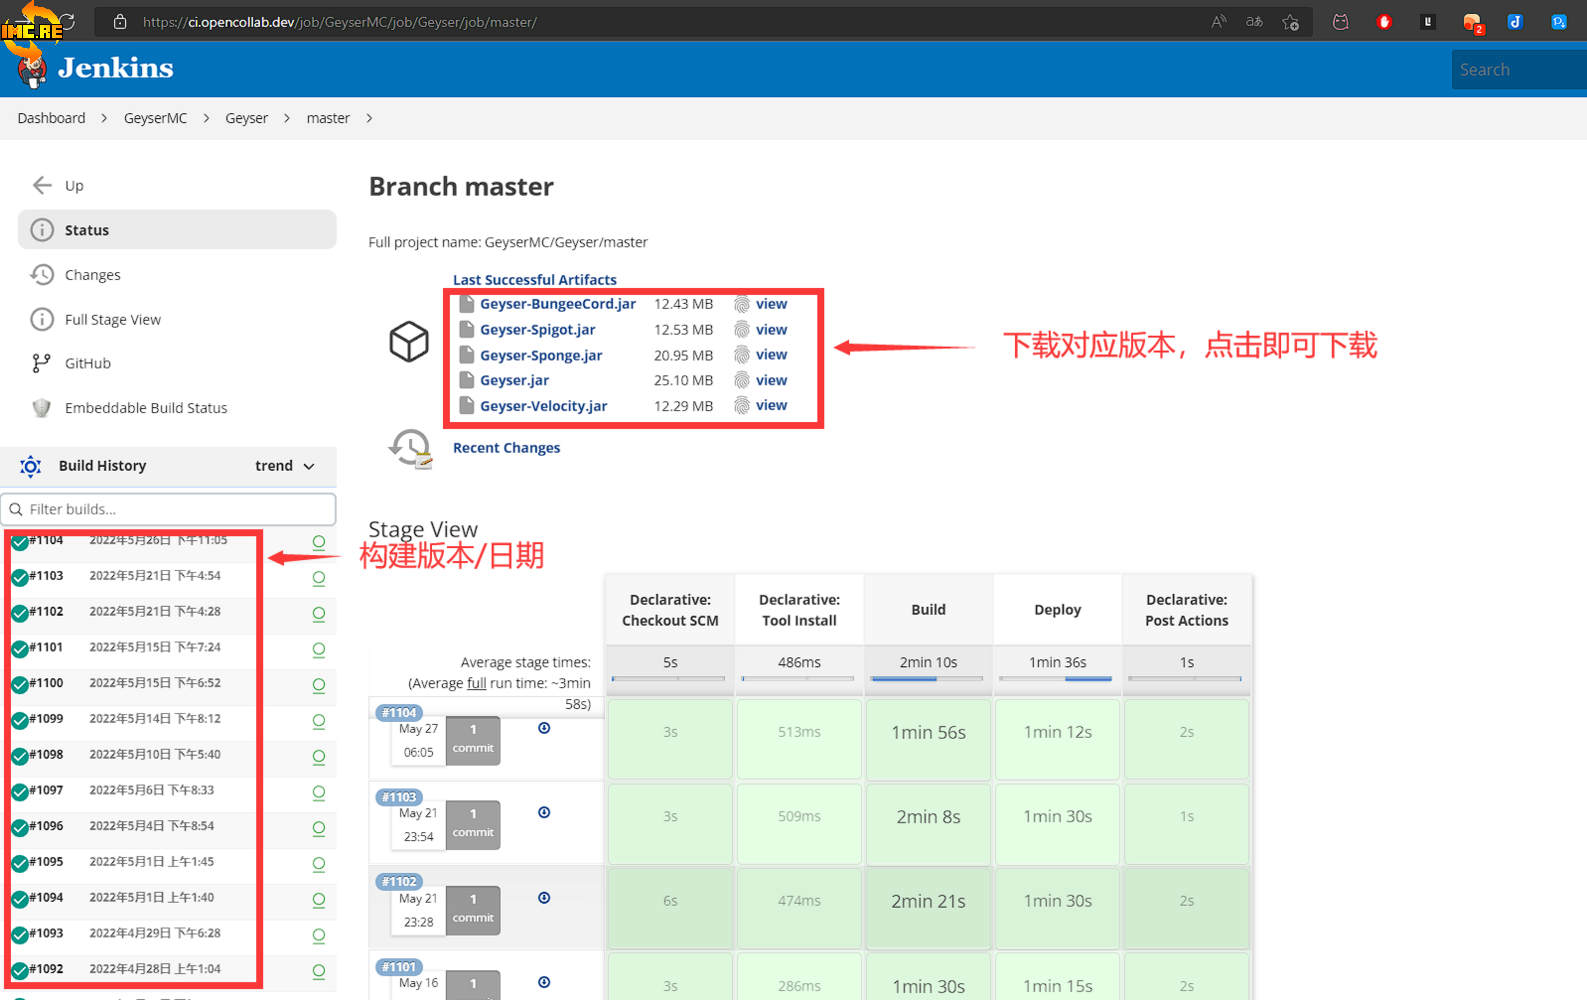 IMC.RE
https://ci.opencollab.dev/job/GeyserMC/job/Geyser/job/master/
2
Jenkins
Search
Dashboard > GeyserMC > Geyser > master >
Up
Status
Changes
Full Stage View
GitHub
Embeddable Build Status
Build History trend
Filter builds...
#1104 2022年5月26日 下午11:05
#1103 2022年5月21日 下午4:54
#1102 2022年5月21日 下午4:28
#1101 2022年5月15日 下午7:24
#1100 2022年5月15日 下午6:52
#1099 2022年5月14日 下午8:12
#1098 2022年5月10日 下午5:40
#1097 2022年5月6日 下午8:33
#1096 2022年5月4日 下午8:54
#1095 2022年5月1日 上午1:45
#1094 2022年5月1日 上午1:40
#1093 2022年4月29日 下午6:28
#1092 2022年4月28日 上午1:04
构建版本/日期
Branch master
Full project name: GeyserMC/Geyser/master
Last Successful Artifacts
Geyser-BungeeCord.jar 12.43 MB view
Geyser-Spigot.jar 12.53 MB view
Geyser-Sponge.jar 20.95 MB view
Geyser.jar 25.10 MB view
Geyser-Velocity.jar 12.29 MB view
下载对应版本，点击即可下载
Recent Changes
Stage View
Declarative: Checkout SCM
Declarative: Tool Install
Build
Deploy
Declarative: Post Actions
Average stage times:
(Average full run time: ~3min
58s)
5s 486ms 2min 10s 1min 36s 1s
#1104
May 27
06:05
1
commit
3s 513ms 1min 56s 1min 12s 2s
#1103
May 21
23:54
1
commit
3s 509ms 2min 8s 1min 30s 1s
#1102
May 21
23:28
1
commit
6s 474ms 2min 21s 1min 30s 2s
#1101
May 16
1
3s 286ms 1min 30s 1min 15s 2s